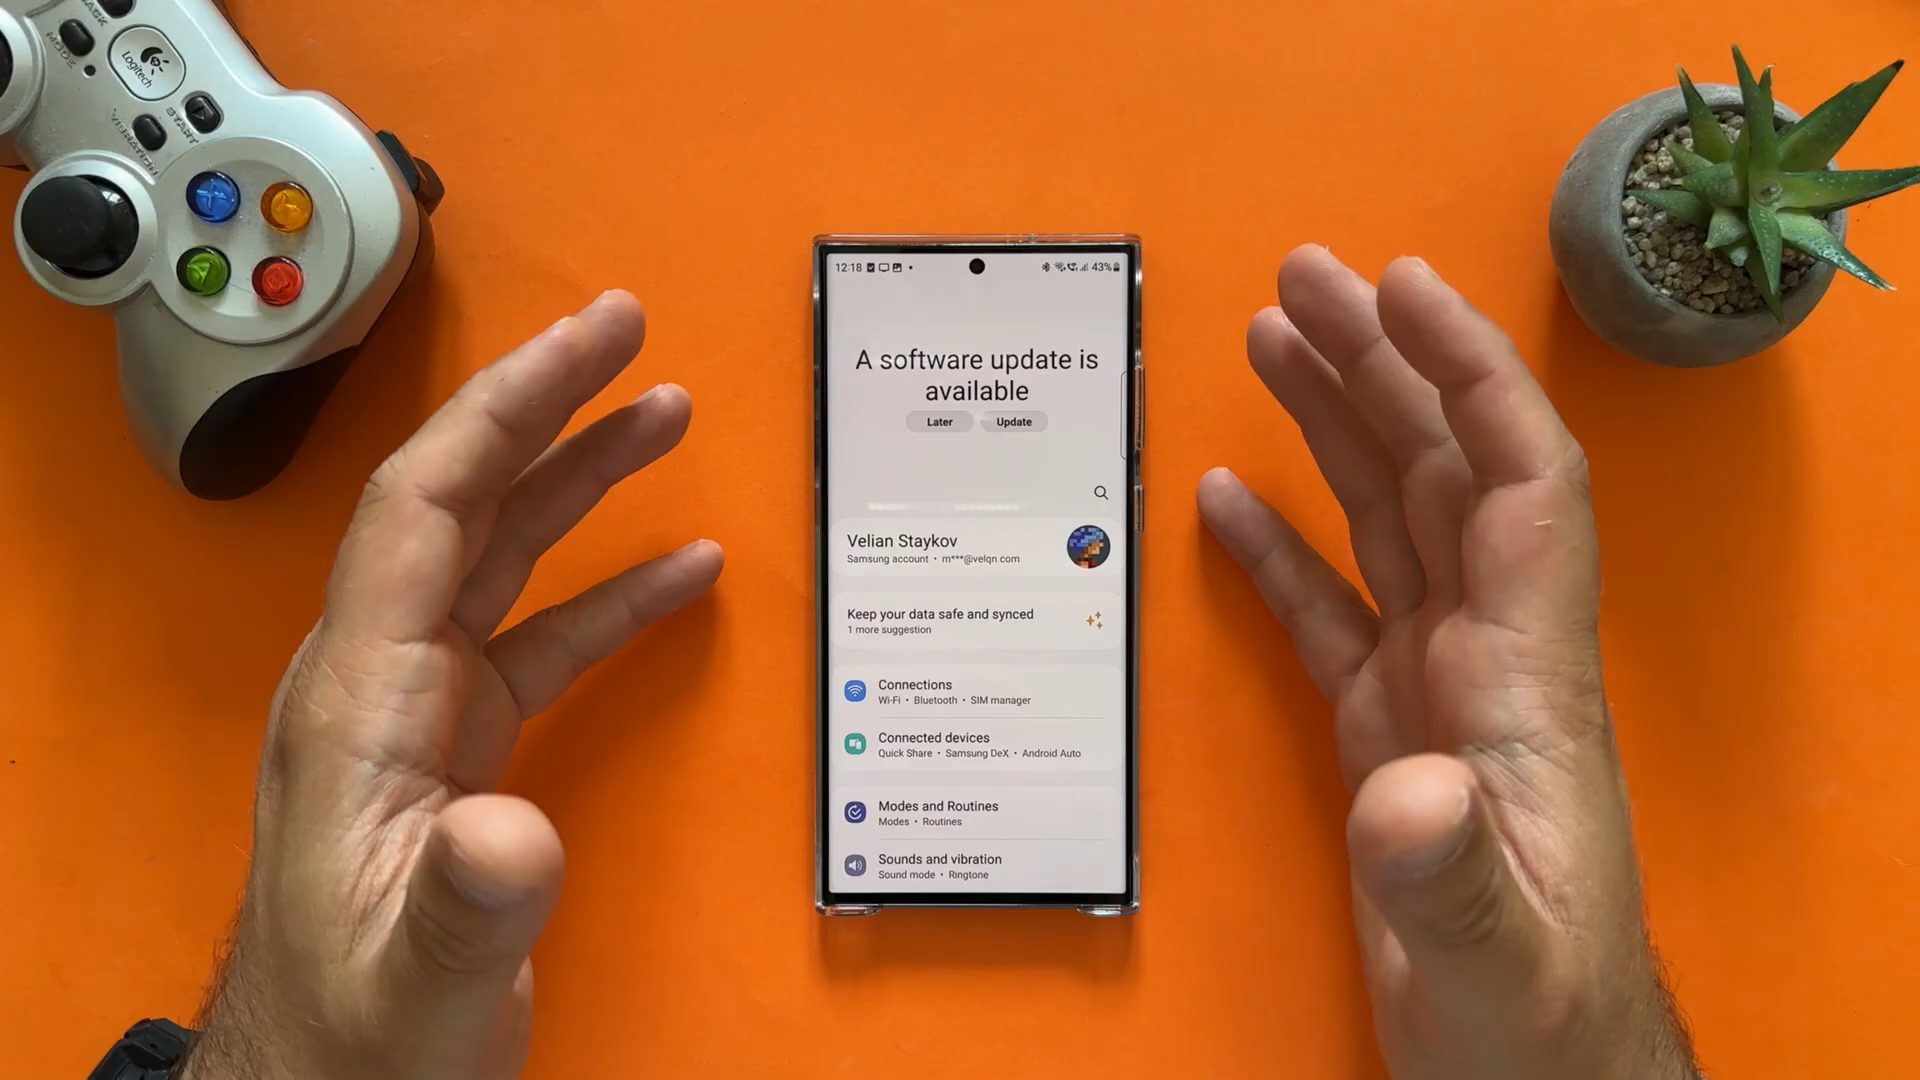 MODE
Logitech
VIBRATION
START
12:18
43%
A software update is
available
Later
Update
Velian Staykov
Samsung account • m***@velqn.com
Keep your data safe and synced
1 more suggestion
Connections
Wi-Fi • Bluetooth • SIM manager
Connected devices
Quick Share • Samsung DeX • Android Auto
Modes and Routines
Modes • Routines
Sounds and vibration
Sound mode • Ringtone